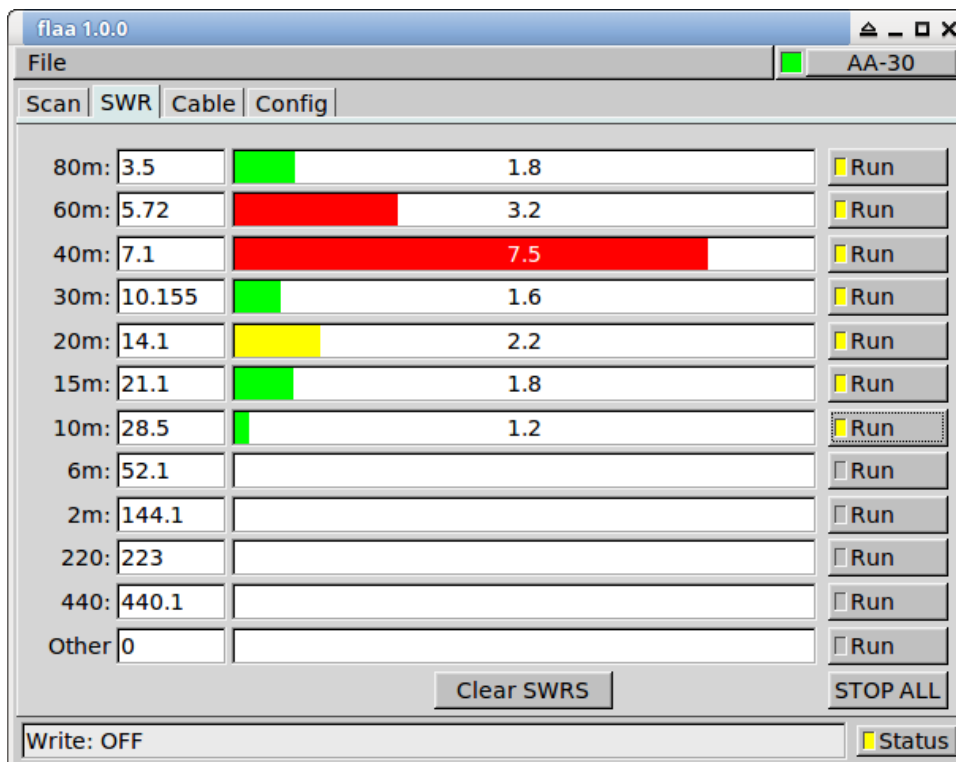 flaa 1.0.0
File AA-30
Scan SWR Cable Config
80m: 3.5 1.8 Run
60m: 5.72 3.2 Run
40m: 7.1 7.5 Run
30m: 10.155 1.6 Run
20m: 14.1 2.2 Run
15m: 21.1 1.8 Run
10m: 28.5 1.2 Run
6m: 52.1 Run
2m: 144.1 Run
220: 223 Run
440: 440.1 Run
Other 0 Run
Clear SWRS STOP ALL
Write: OFF Status